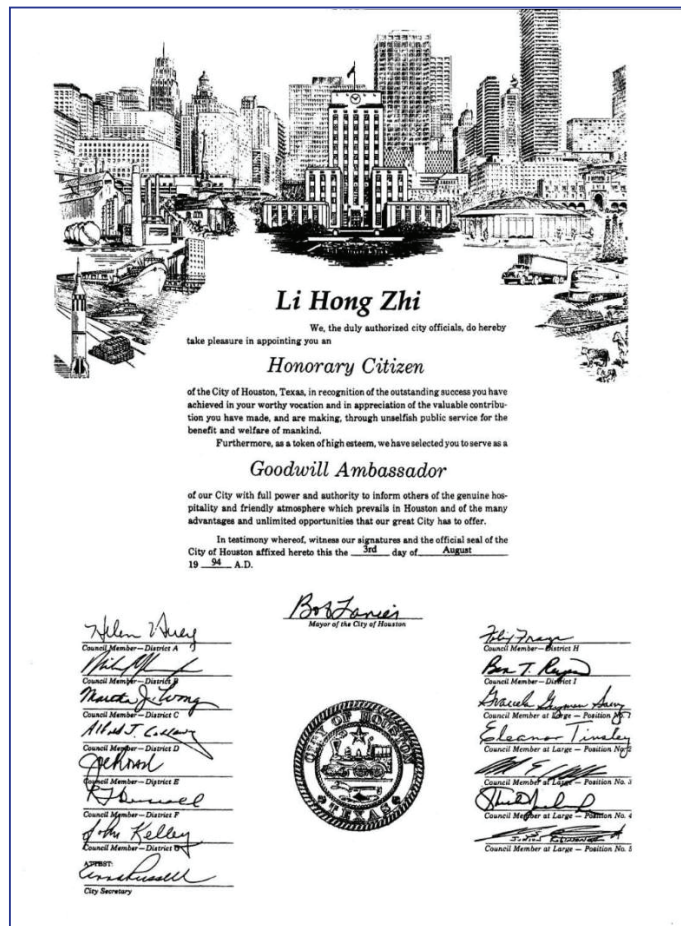 Li Hong Zhi
We, the duly authorized city officials, do hereby
take pleasure in appointing you an
Honorary Citizen
of the City of Houston, Texas, in recognition of the outstanding success you have
achieved in your worthy vocation and in appreciation of the valuable contribu-
tion you have made, and are making, through unselfish public service for the
benefit and welfare of mankind.
Furthermore, as a token of high esteem, we have selected you to serve as a
Goodwill Ambassador
of our City with full power and authority to inform others of the genuine hos-
pitality and friendly atmosphere which prevails in Houston and of the many
advantages and unlimited opportunities that our great City has to offer.
In testimony whereof, witness our signatures and the official seal of the
City of Houston affixed hereto this the 3rd day of August
19 94 A.D.
Bob Lanier
Mayor of the City of Houston
Helen Huey
Council Member—District A
Council Member—District B
Martha J. Wong
Council Member—District C
Council Member—District D
Council Member—District E
Council Member—District F
John Kelley
Council Member—District G
ATTEST:
Anna Russell
City Secretary
CITY OF HOUSTON
TEXAS
Council Member—District H
Ben T. Reyes
Council Member—District I
Council Member at Large — Position No. 1
Eleanor Tinsley
Council Member at Large — Position No. 2
Council Member at Large — Position No. 3
Council Member at Large — Position No. 4
Council Member at Large — Position No. 5